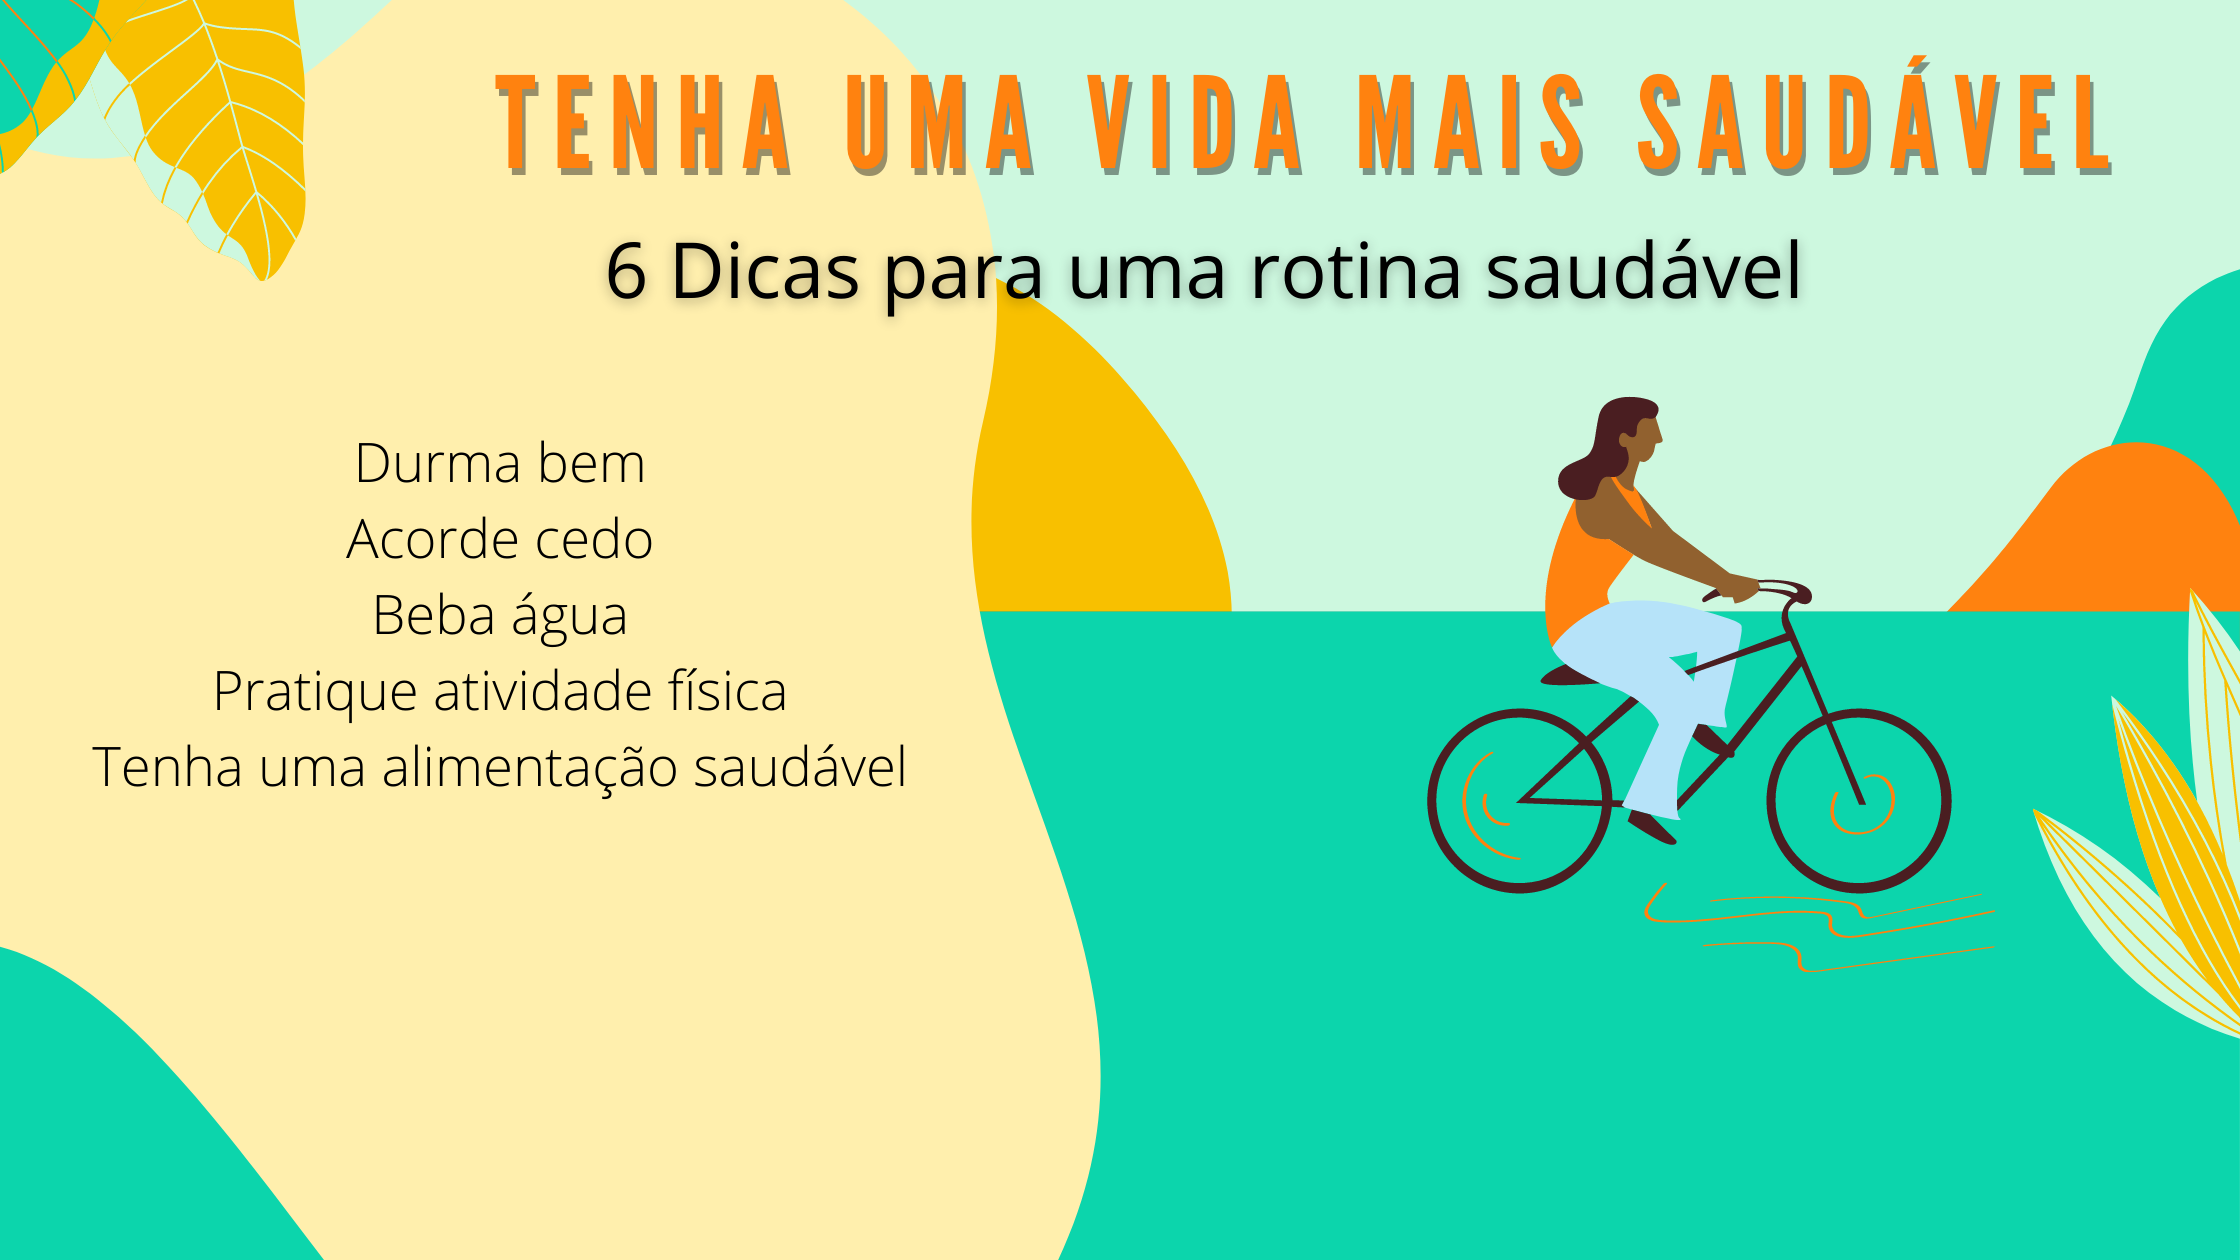 TENHA UMA VIDA MAIS SAUDÁVEL
6 Dicas para uma rotina saudável
Durma bem
Acorde cedo
Beba água
Pratique atividade física
Tenha uma alimentação saudável